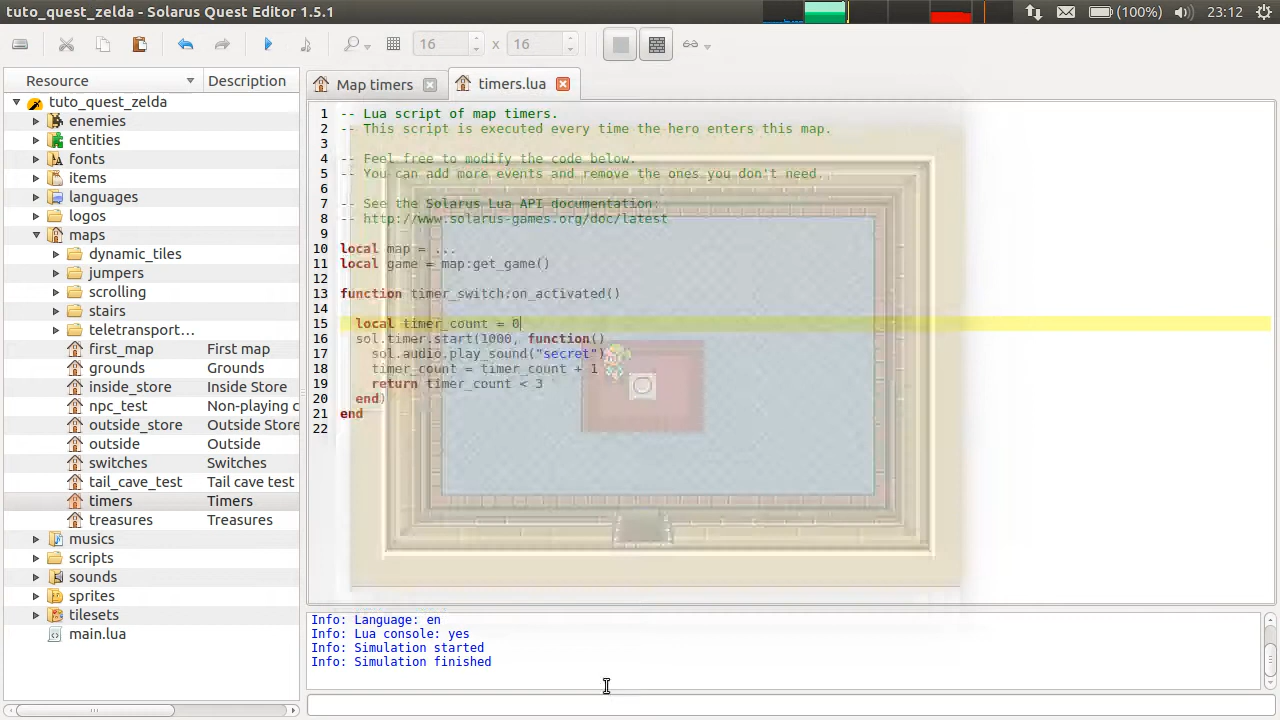 tuto_quest_zelda - Solarus Quest Editor 1.5.1
(100%)
23:12
16 x 16
Resource Description
tuto_quest_zelda
enemies
entities
fonts
items
languages
logos
maps
dynamic_tiles
jumpers
scrolling
stairs
teletransport...
first_map First map
grounds Grounds
inside_store Inside Store
npc_test Non-playing c
outside_store Outside Store
outside Outside
switches Switches
tail_cave_test Tail cave test
timers Timers
treasures Treasures
musics
scripts
sounds
sprites
tilesets
main.lua
Map timers
timers.lua
1 -- Lua script of map timers.
2 -- This script is executed every time the hero enters this map.
3
4 -- Feel free to modify the code below.
5 -- You can add more events and remove the ones you don't need.
6
7 -- See the Solarus Lua API documentation:
8 -- http://www.solarus-games.org/doc/latest
9
10 local map = ...
11 local game = map:get_game()
12
13 function timer_switch:on_activated()
14
15 local timer_count = 0
16 sol.timer.start(1000, function()
17 sol.audio.play_sound("secret")
18 timer_count = timer_count + 1
19 return timer_count < 3
20 end)
21 end
22
Info: Language: en
Info: Lua console: yes
Info: Simulation started
Info: Simulation finished